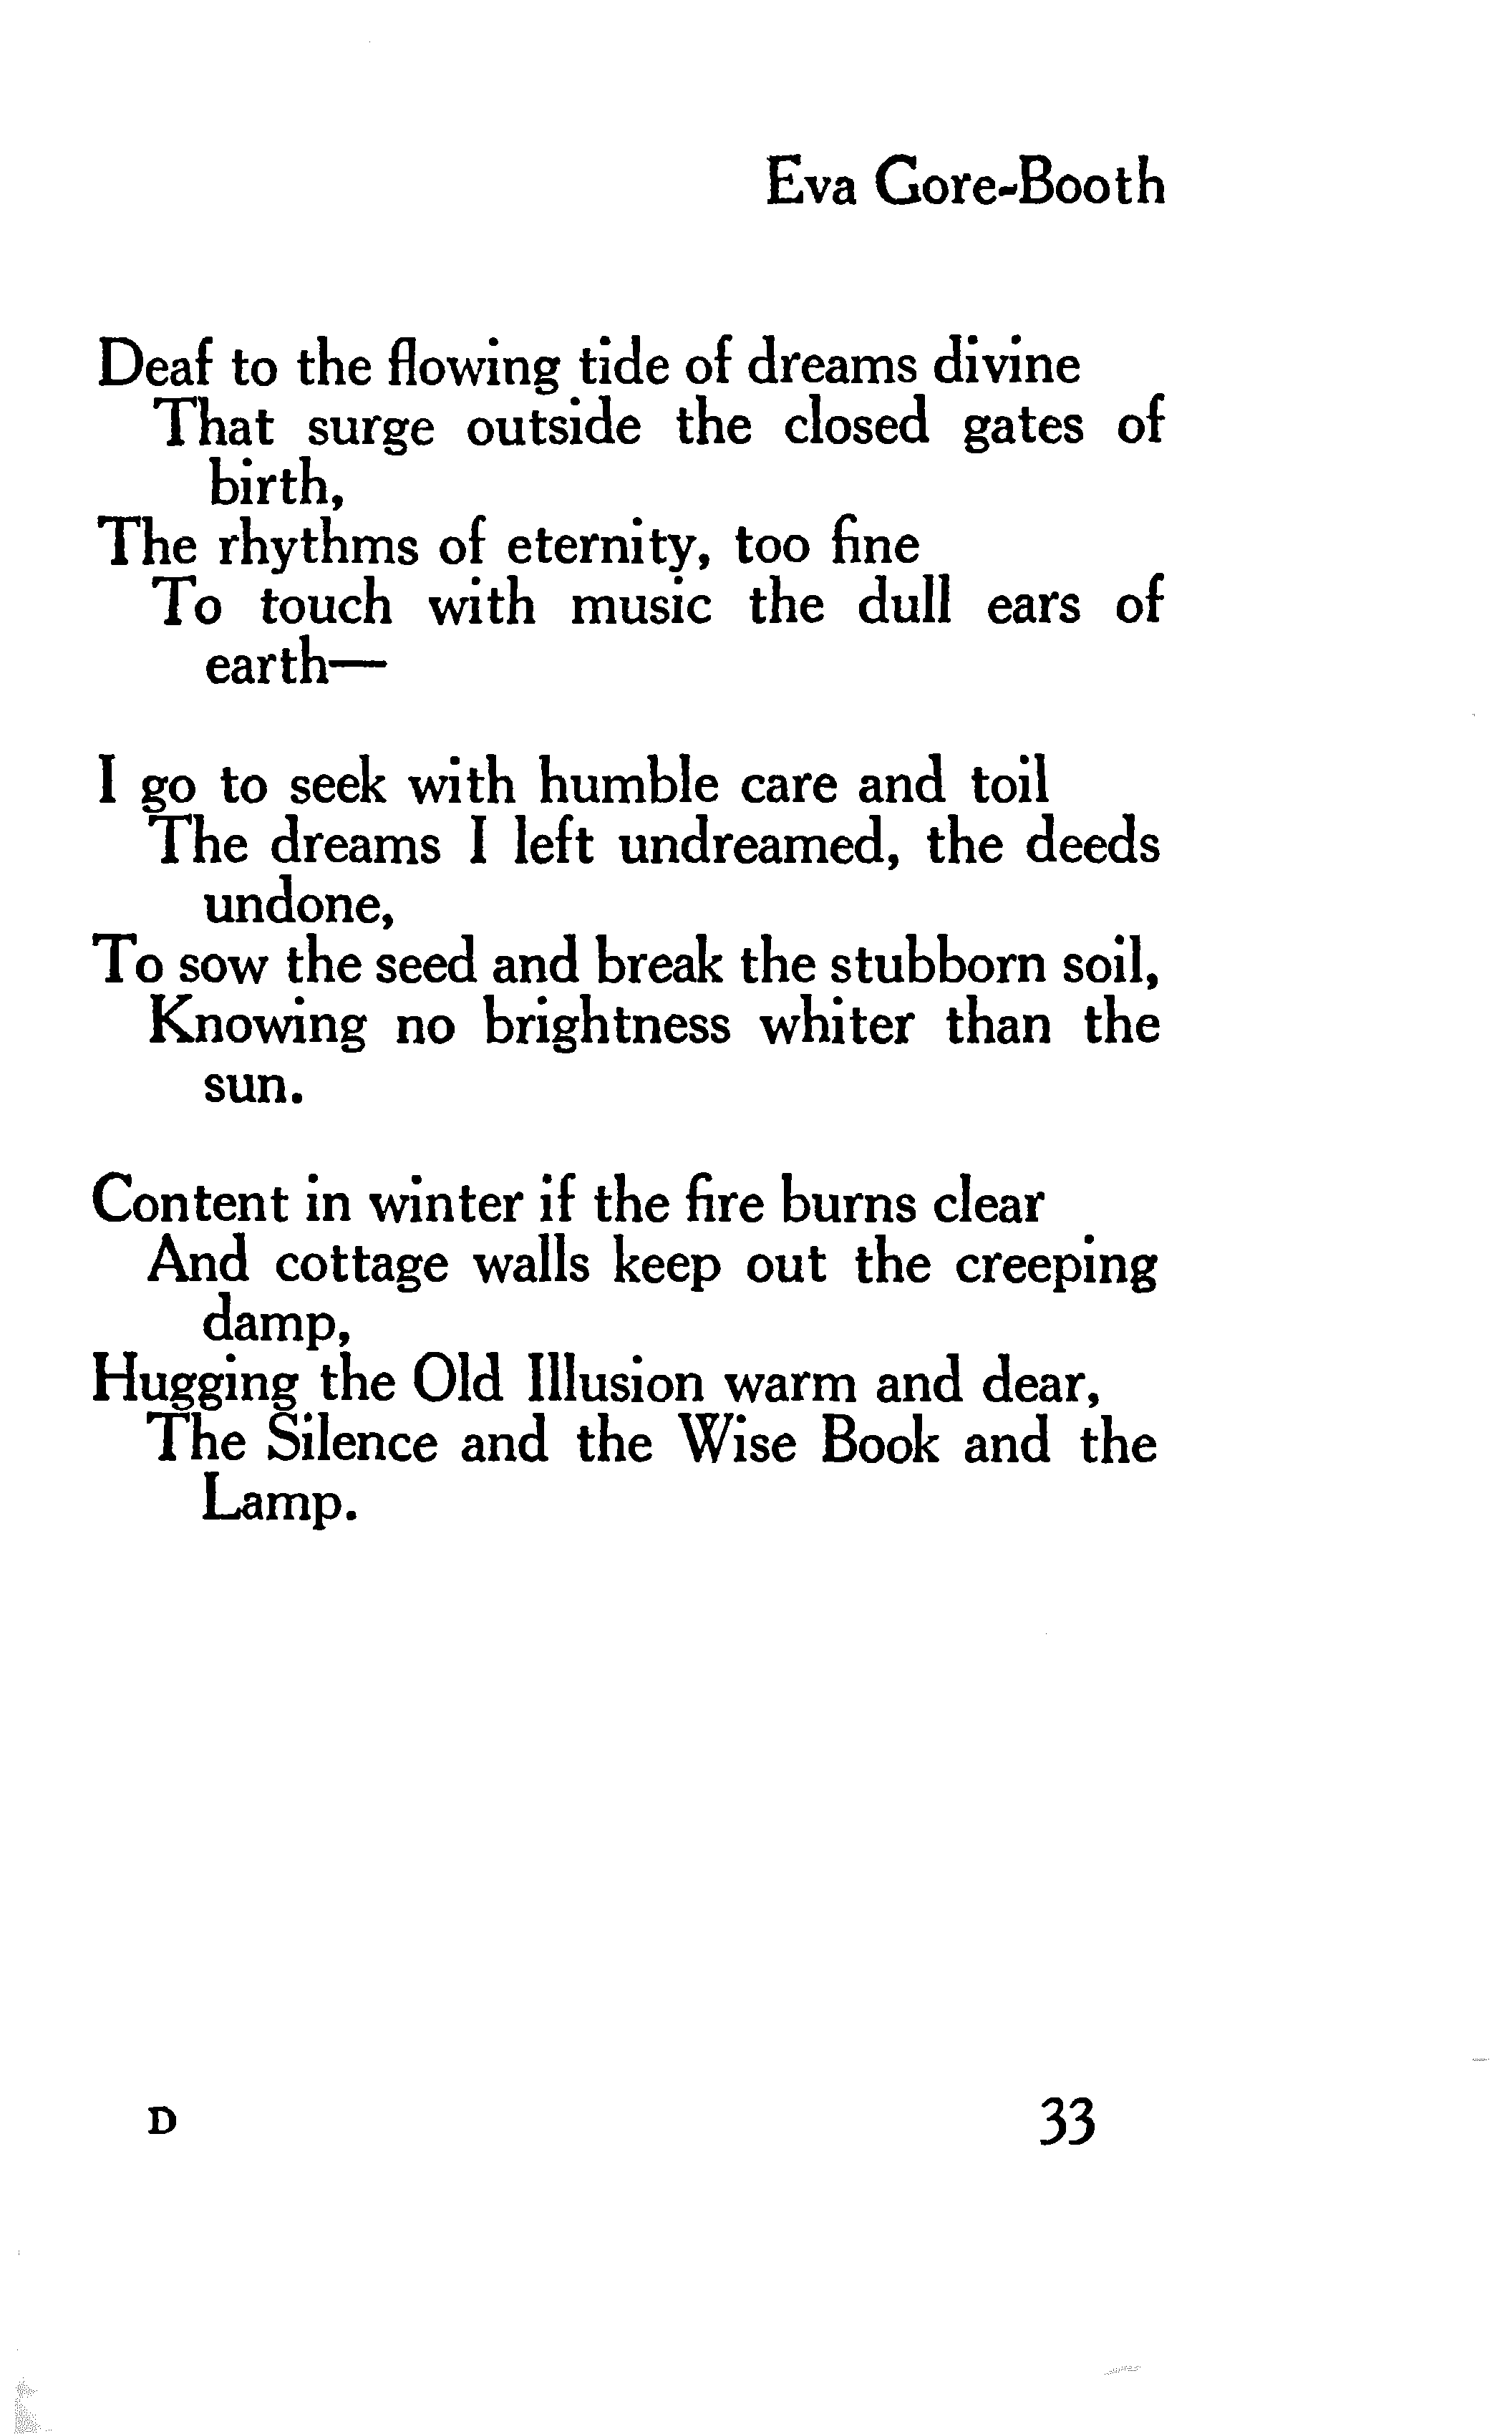 Eva Gore-Booth
Deaf to the flowing tide of dreams divine
That surge outside the closed gates of
birth,
The rhythms of eternity, too fine
To touch with music the dull ears of
earth—
I go to seek with humble care and toil
The dreams I left undreamed, the deeds
undone,
To sow the seed and break the stubborn soil,
Knowing no brightness whiter than the
sun.
Content in winter if the fire burns clear
And cottage walls keep out the creeping
damp,
Hugging the Old Illusion warm and dear,
The Silence and the Wise Book and the
Lamp.
D 33